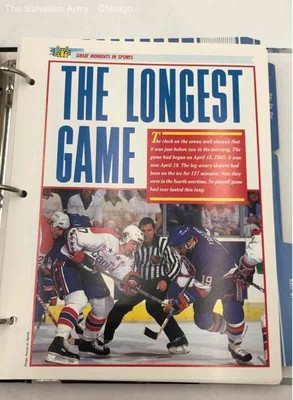 The Salvation Army - Chicago
GREAT MOMENTS IN SPORTS
THE LONGEST
GAME
The clock on the arena wall showed that
it was just before two in the morning. The
game had begun on April 18, 1987. It was
now April 19. The leg-weary skaters had
been on the ice for 127 minutes. Now they
were in the fourth overtime. No playoff game
had ever lasted this long.
19